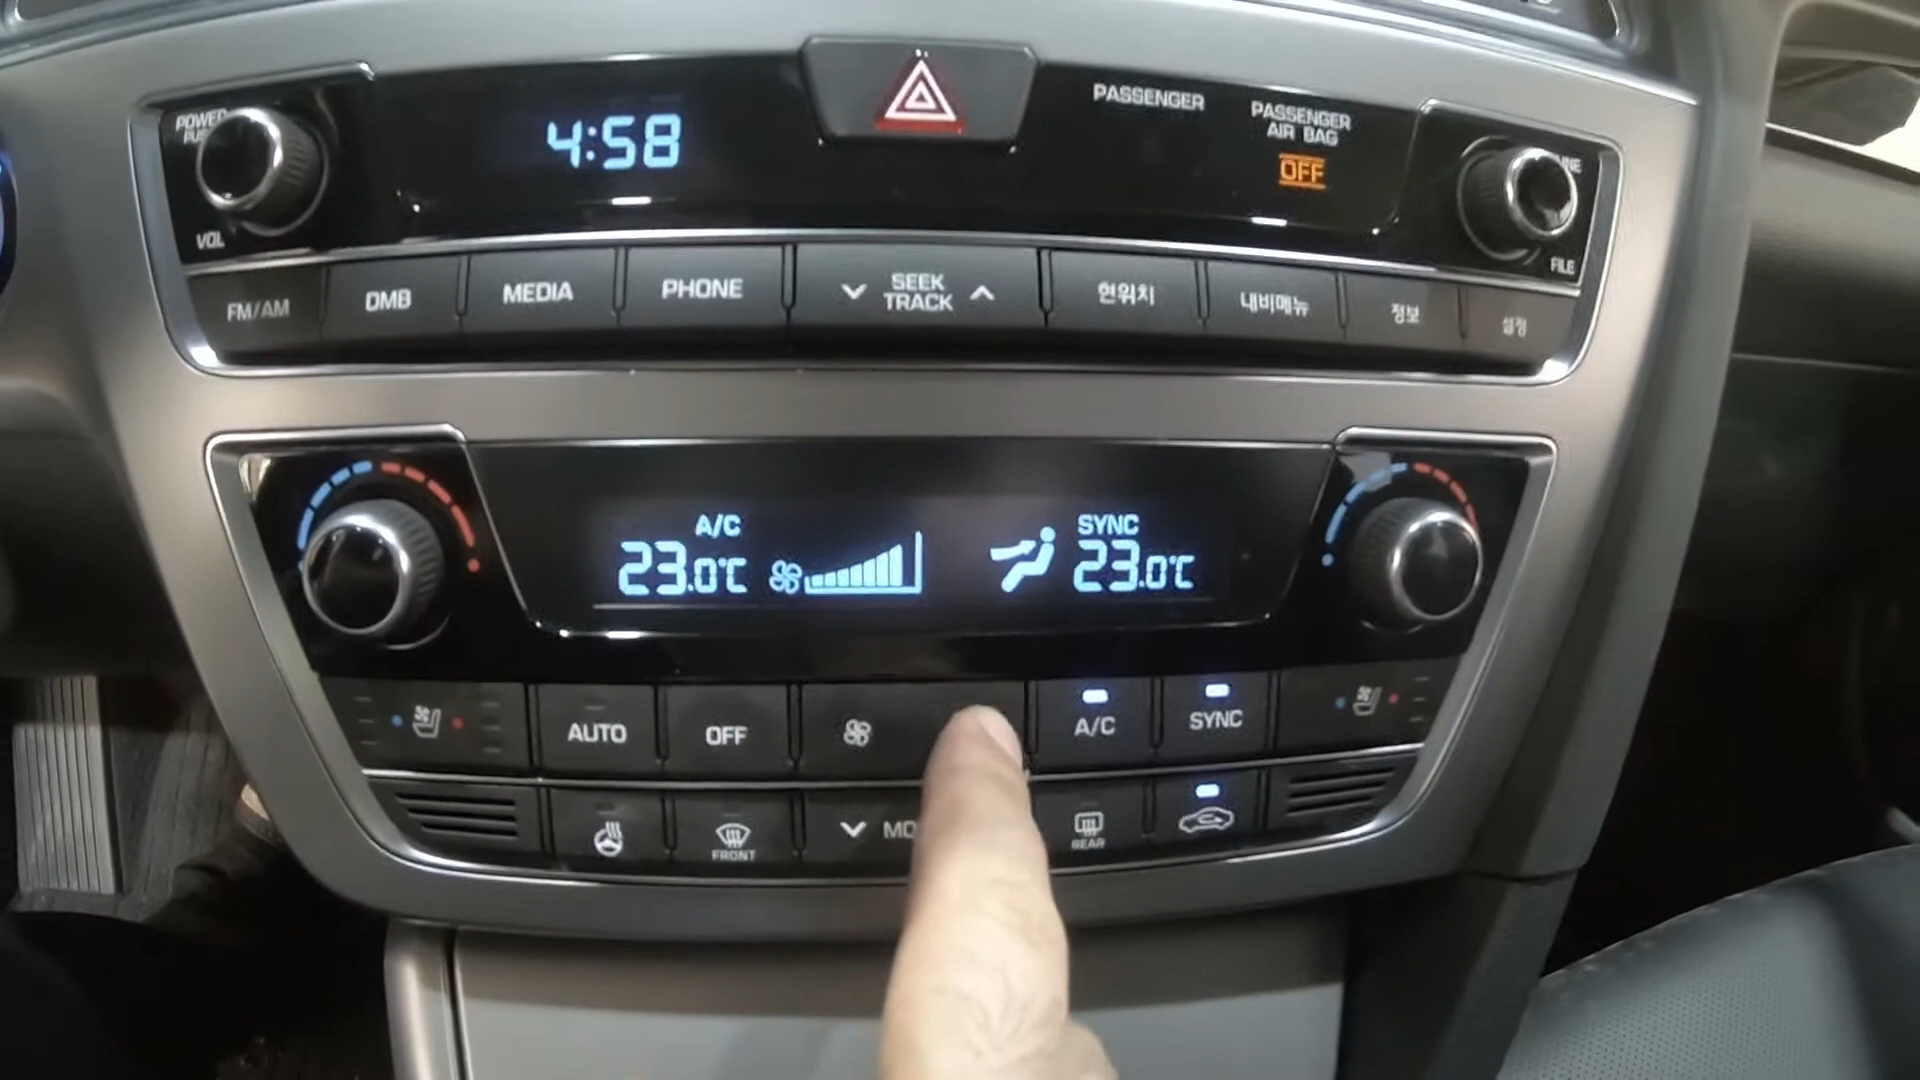 POWER
VOL
4:58
PASSENGER
PASSENGER
AIR BAG
OFF
FILE
FM/AM
DMB
MEDIA
PHONE
SEEK
TRACK
현위치
내비메뉴
정보
설정
A/C
23.0℃
SYNC
23.0℃
AUTO
OFF
A/C
SYNC
FRONT
REAR